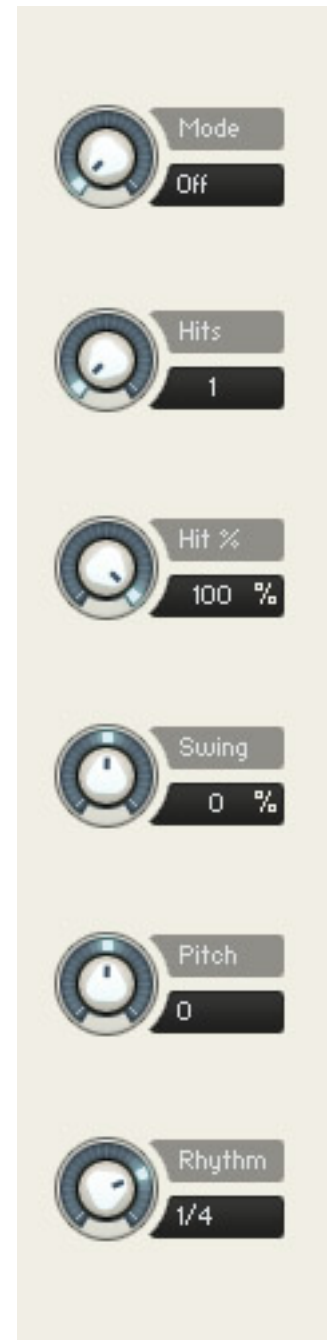 Mode
Off
Hits
1
Hit %
100 %
Swing
0 %
Pitch
0
Rhythm
1/4